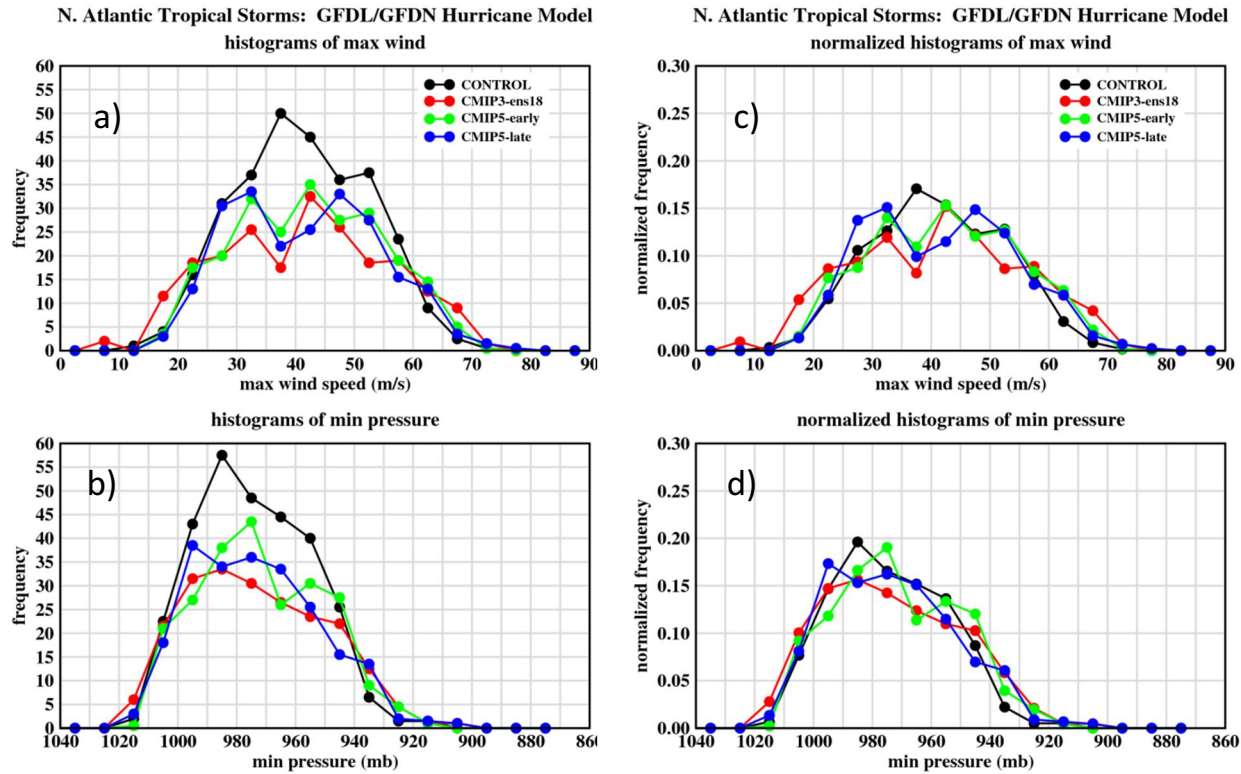 N. Atlantic Tropical Storms: GFDL/GFDN Hurricane Model
histograms of max wind
60
55
50
45
40
35
30
25
20
15
10
5
0
frequency
a)
CONTROL
CMIP3-ens18
CMIP5-early
CMIP5-late
0 10 20 30 40 50 60 70 80 90
max wind speed (m/s)
N. Atlantic Tropical Storms: GFDL/GFDN Hurricane Model
normalized histograms of max wind
0.30
0.25
0.20
0.15
0.10
0.05
0.00
normalized frequency
c)
CONTROL
CMIP3-ens18
CMIP5-early
CMIP5-late
10 20 30 40 50 60 70 80 90
max wind speed (m/s)
histograms of min pressure
60
55
50
45
40
35
30
25
20
15
10
5
0
frequency
b)
1040 1020 1000 980 960 940 920 900 880 860
min pressure (mb)
normalized histograms of min pressure
0.30
0.25
0.20
0.15
0.10
0.05
0.00
normalized frequency
d)
1040 1020 1000 980 960 940 920 900 880 860
min pressure (mb)